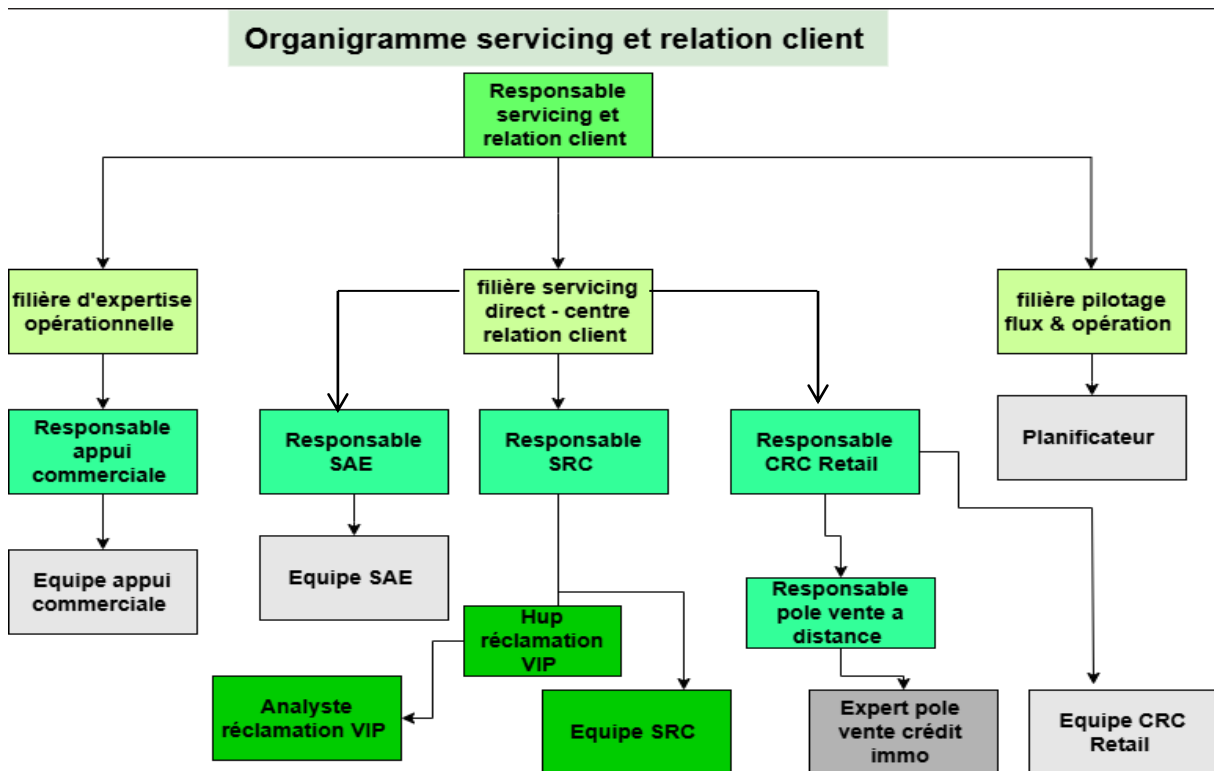 Organigramme servicing et relation client
Responsable
servicing et
relation client
filière d'expertise
opérationnelle
filière servicing
direct - centre
relation client
filière pilotage
flux & opération
Responsable
appui
commerciale
Responsable
SAE
Responsable
SRC
Responsable
CRC Retail
Planificateur
Equipe appui
commerciale
Equipe SAE
Hup
réclamation
VIP
Responsable
pole vente a
distance
Analyste
réclamation VIP
Equipe SRC
Expert pole
vente crédit
immo
Equipe CRC
Retail